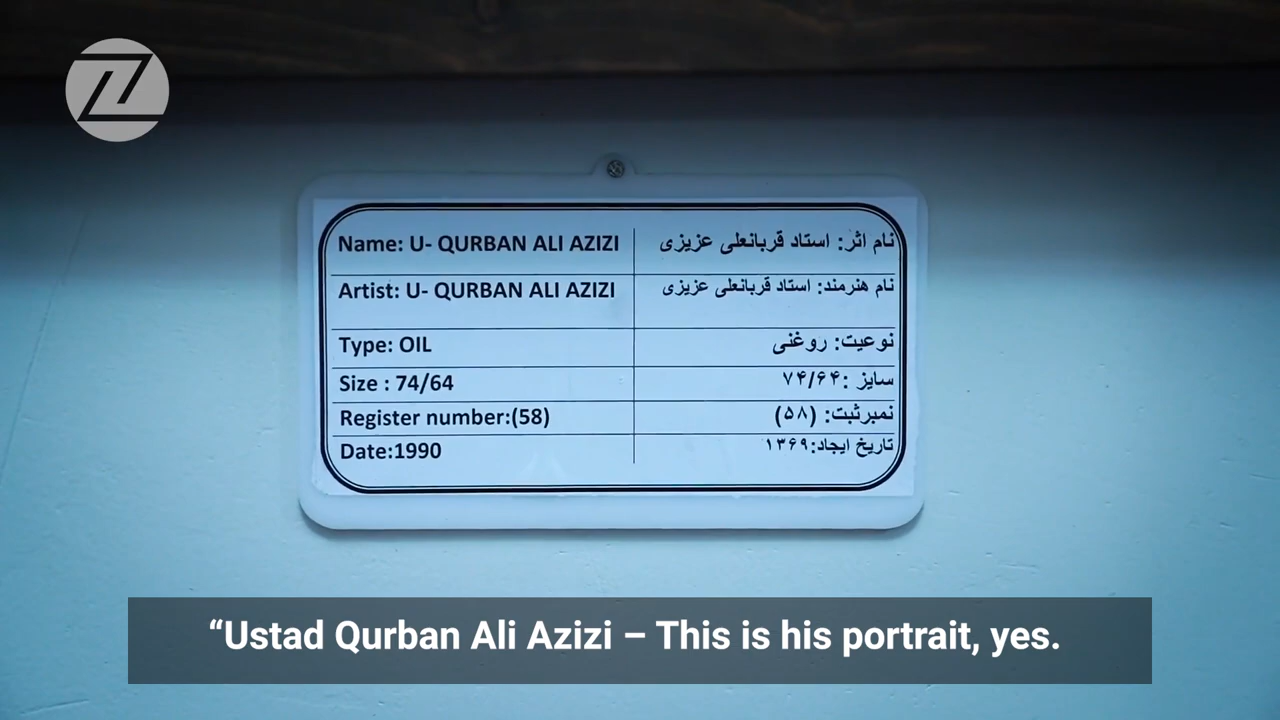 Name: U- QURBAN ALI AZIZI
نام اثر: استاد قربانعلی عزیزی
Artist: U- QURBAN ALI AZIZI
نام هنرمند: استاد قربانعلی عزیزی
Type: OIL
نوعیت: روغنی
Size : 74/64
سایز :۷۴/۶۴
Register number:(58)
نمبرثبت: (۵۸)
Date:1990
تاریخ ایجاد:۱۳۶۹
“Ustad Qurban Ali Azizi – This is his portrait, yes.